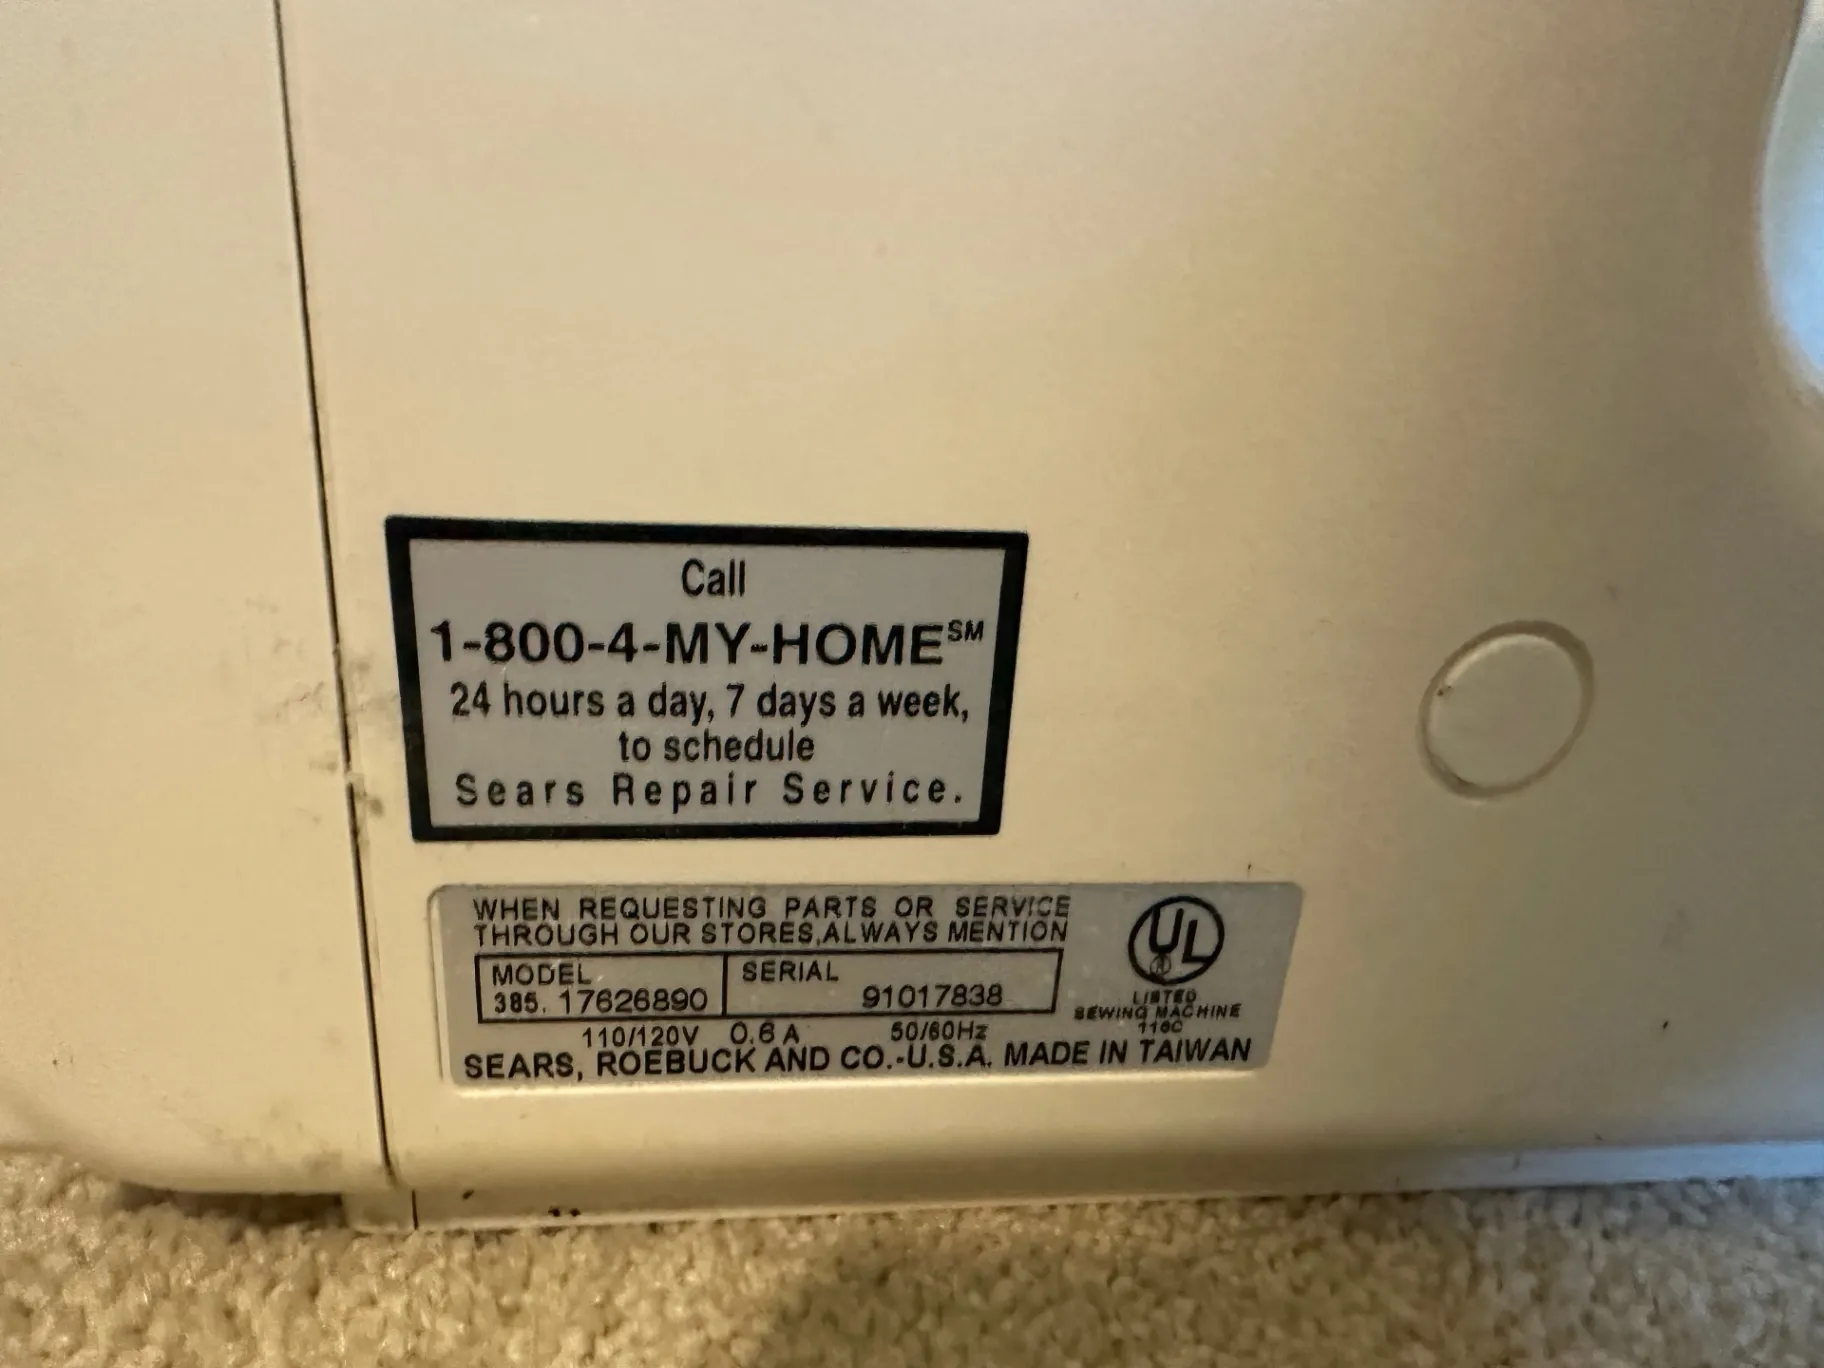 Call
1-800-4-MY-HOME℠
24 hours a day, 7 days a week,
to schedule
Sears Repair Service.
WHEN REQUESTING PARTS OR SERVICE
THROUGH OUR STORES,ALWAYS MENTION
MODEL
385. 17626890
SERIAL
91017838
110/120V 0.6 A 50/60Hz
SEARS, ROEBUCK AND CO.-U.S.A. MADE IN TAIWAN
UL
®
LISTED
SEWING MACHINE
116C